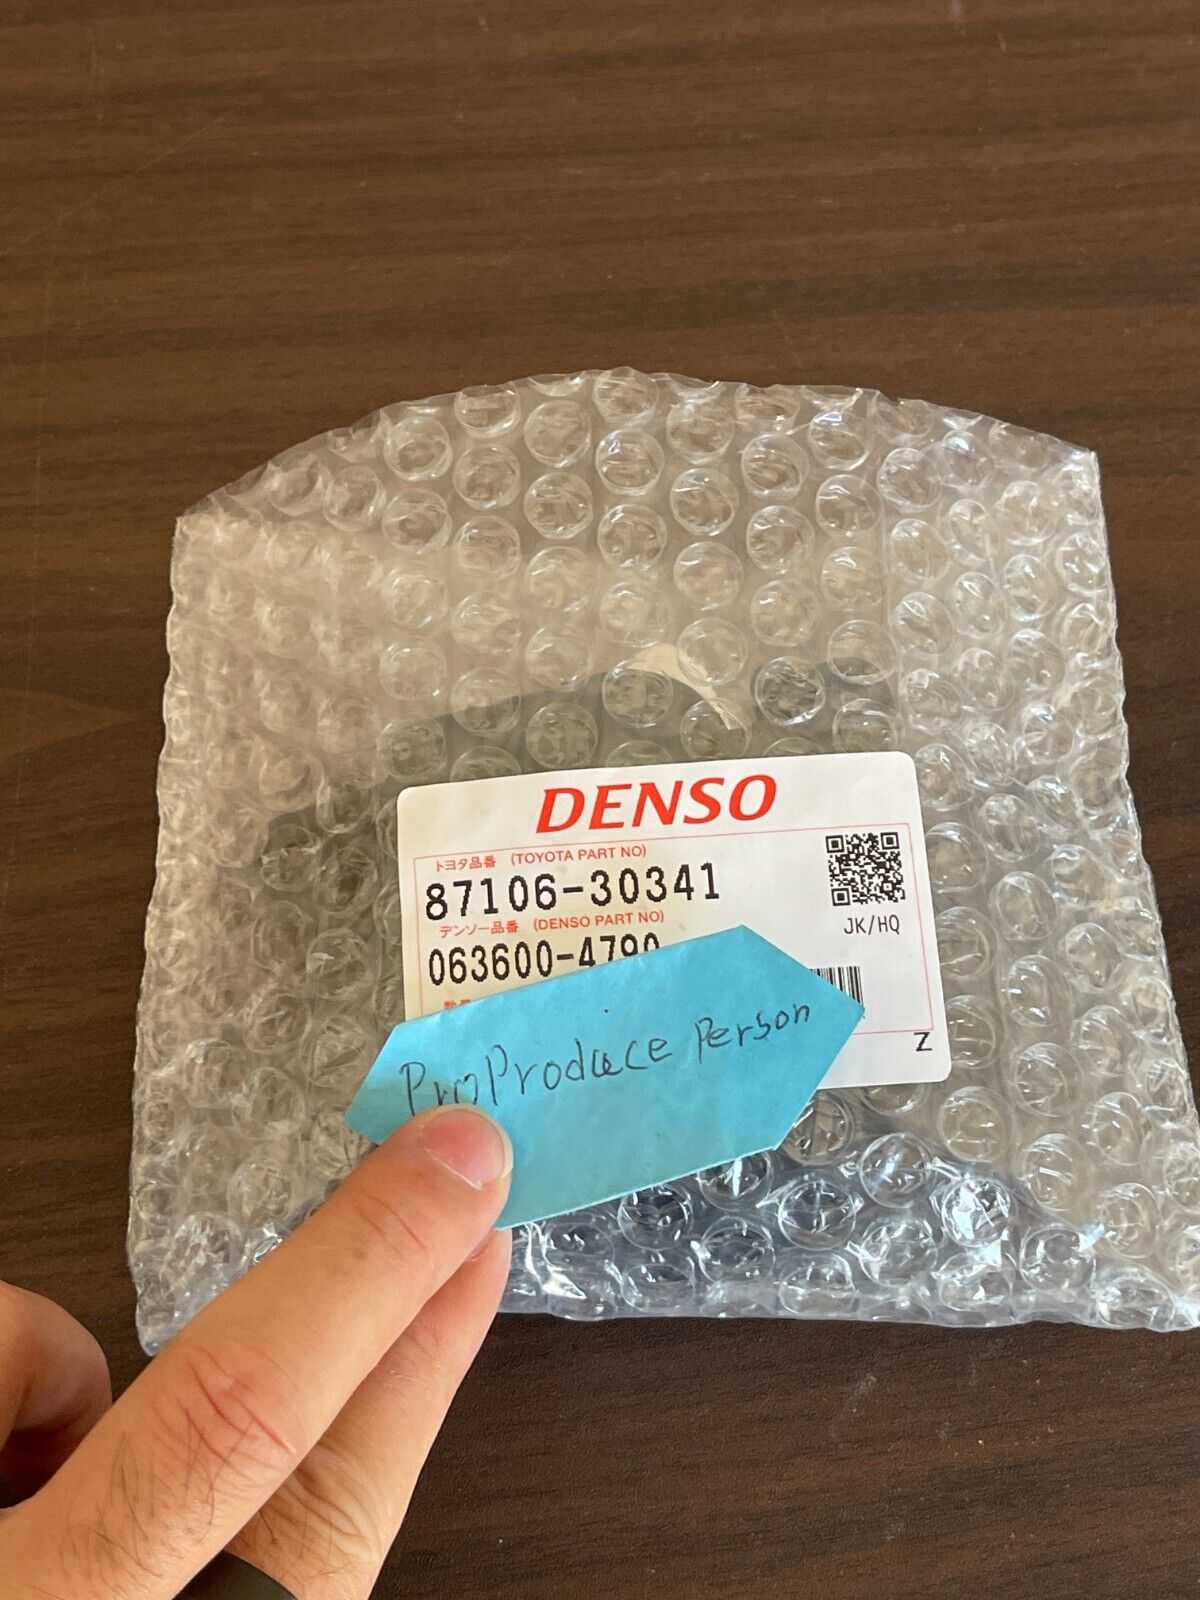 DENSO
トヨタ品番 (TOYOTA PART NO)
87106-30341
デンソー品番 (DENSO PART NO)
JK/HQ
063600-4790
Z
ProProduce Person